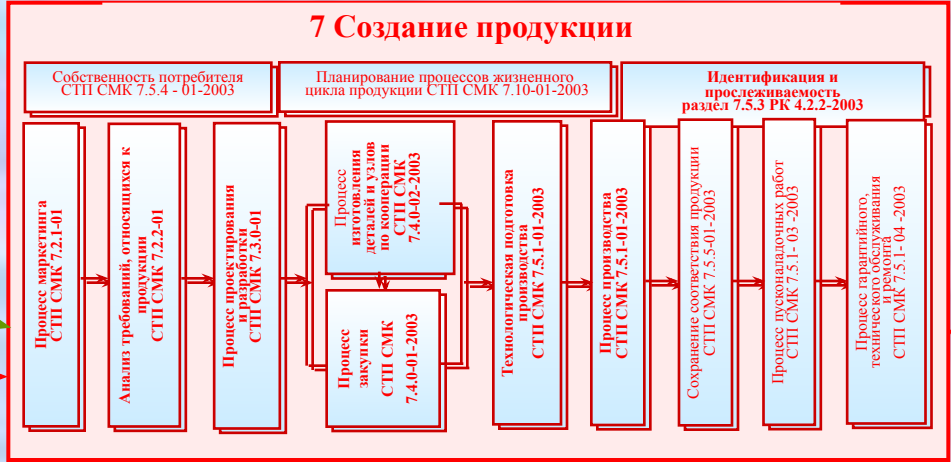 7 Создание продукции
Собственность потребителя
СТП СМК 7.5.4 - 01-2003
Планирование процессов жизненного
цикла продукции СТП СМК 7.10-01-2003
Идентификация и
прослеживаемость
раздел 7.5.3 РК 4.2.2-2003
Процесс маркетинга
СТП СМК 7.2.1-01
Анализ требований, относящихся к
продукции
СТП СМК 7.2.2-01
Процесс проектирования
и разработки
СТП СМК 7.3.0-01
Процесс
изготовления
деталей и узлов
по кооперации
СТП СМК
7.4.0-02-2003
Процесс
закупки
СТП СМК
7.4.0-01-2003
Технологическая подготовка
производства
СТП СМК 7.5.1-01-2003
Процесс производства
СТП СМК 7.5.1-01-2003
Сохранение соответствия продукции
СТП СМК 7.5.5-01-2003
Процесс пусконаладочных работ
СТП СМК 7.5.1- 03 -2003
Процесс гарантийного,
технического обслуживания
и ремонта
СТП СМК 7.5.1- 04 -2003